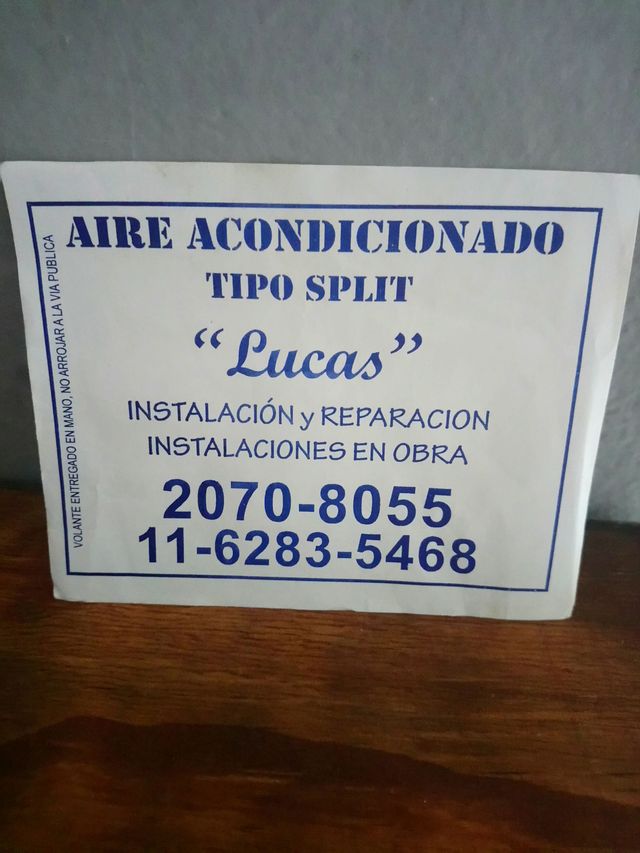 AIRE ACONDICIONADO
TIPO SPLIT
“Lucas”
INSTALACIÓN y REPARACION
INSTALACIONES EN OBRA
2070-8055
11-6283-5468
VOLANTE ENTREGADO EN MANO, NO ARROJAR A LA VIA PUBLICA